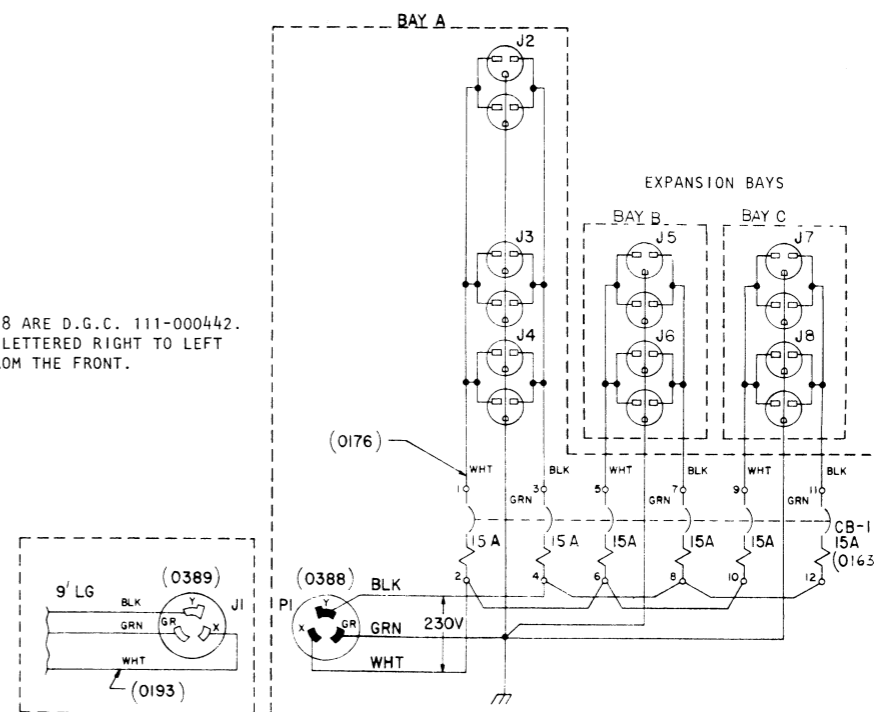 BAY A
J2
EXPANSION BAYS
BAY B
BAY C
J3
J5
J7
8 ARE D.G.C. 111-000442.
LETTERED RIGHT TO LEFT
OM THE FRONT.
J4
J6
J8
(0176)
WHT
BLK
WHT
BLK
WHT
BLK
1
3
5
7
9
11
GRN
GRN
GRN
CB-1
15A
15A
15A
15A
15A
15A
(0163
2
4
6
8
10
12
9' LG
(0389)
BLK
Y
J1
GRN
GR
X
WHT
(0193)
(0388)
P1
Y
BLK
X
GR
GRN
230V
WHT